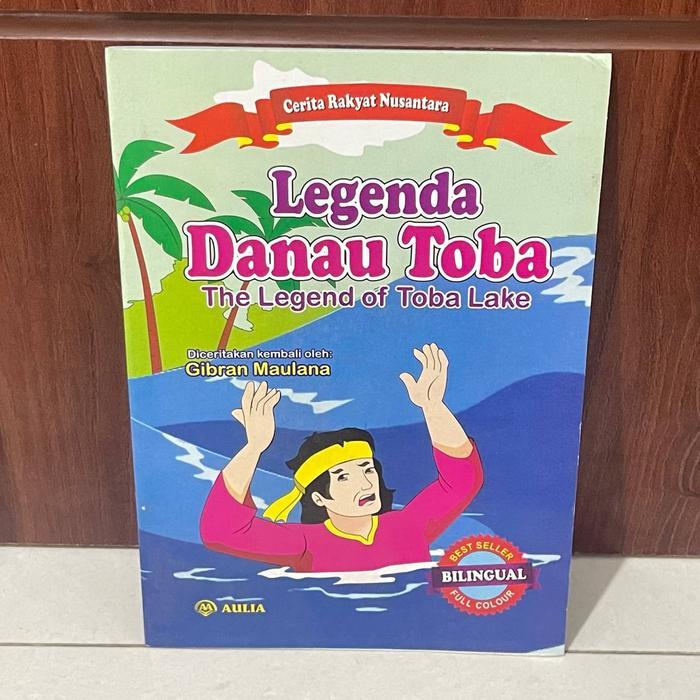 Cerita Rakyat Nusantara
Legenda
Danau Toba
The Legend of Toba Lake
Diceritakan kembali oleh:
Gibran Maulana
BEST SELLER
BILINGUAL
FULL COLOUR
AULIA